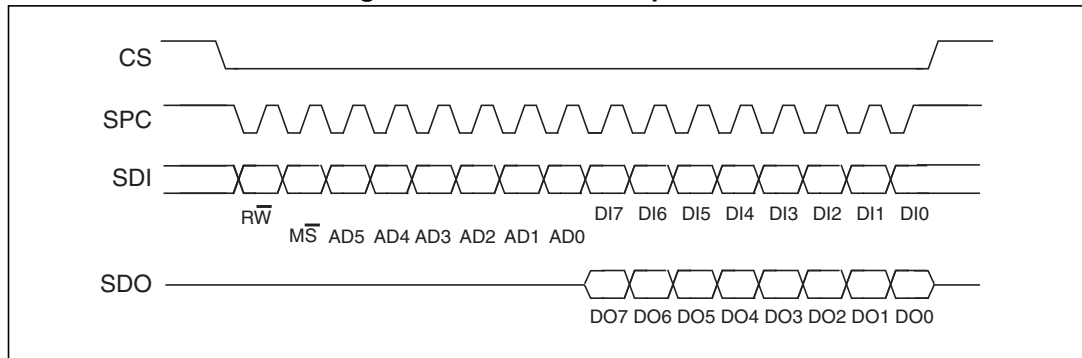 CS
SPC
SDI
RW̅ DI7 DI6 DI5 DI4 DI3 DI2 DI1 DI0
MS̅ AD5 AD4 AD3 AD2 AD1 AD0
SDO
DO7 DO6 DO5 DO4 DO3 DO2 DO1 DO0